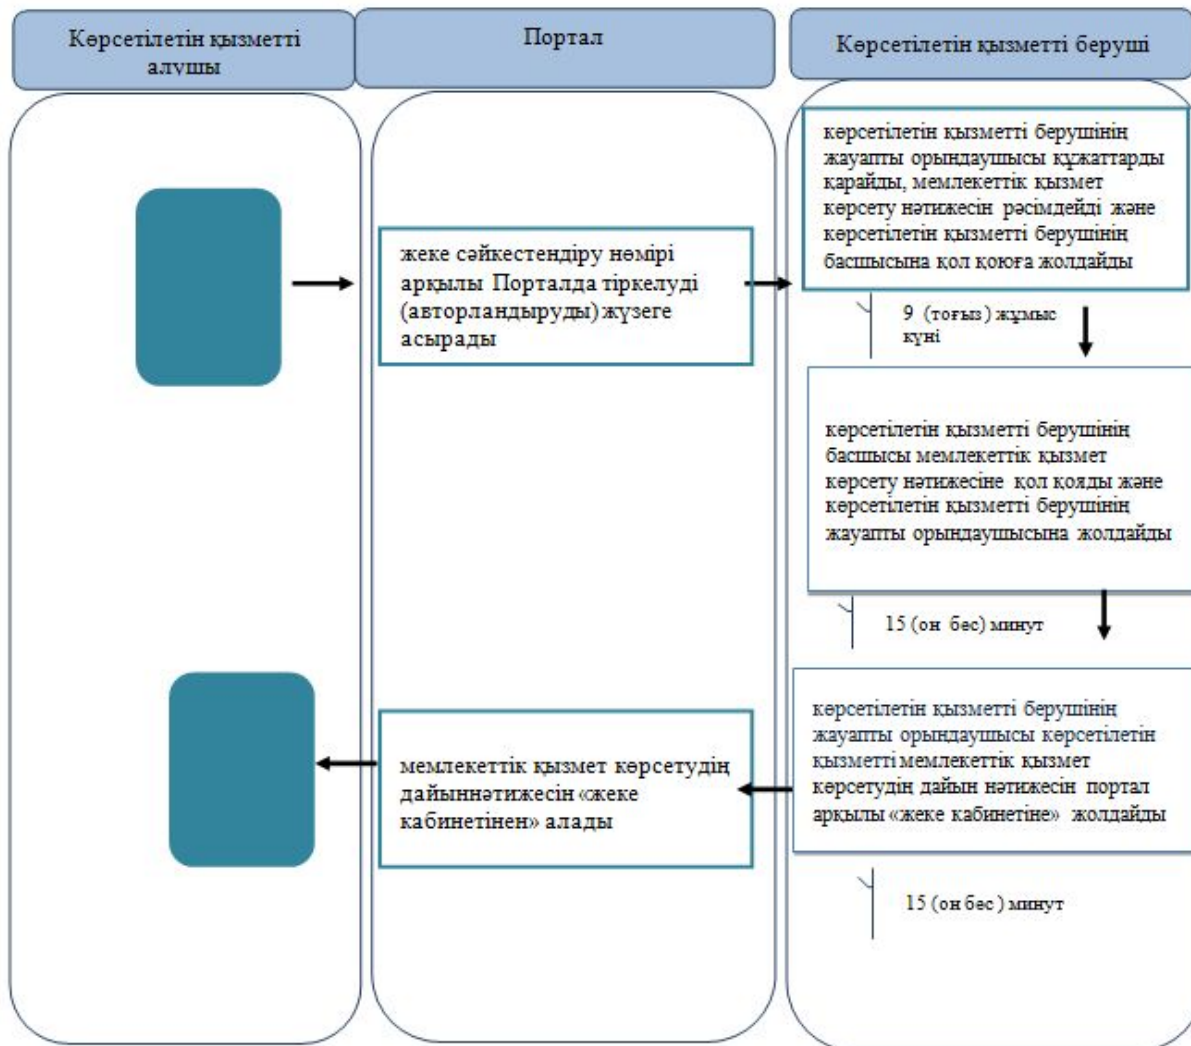 Көрсетілетін қызметті
алушы
Портал
Көрсетілетін қызметті беруші
көрсетілетін қызметті берушінің
жауапты орындаушысы құжаттарды
қарайды, мемлекеттік қызмет
көрсету нәтижесін рәсімдейді және
көрсетілетін қызметті берушінің
басшысына қол қоюға жолдайды
жеке сәйкестендіру нөмірі
арқылы Порталда тіркелуді
(авторландыруды) жүзеге
асырады
9 (тоғыз) жұмыс
күні
көрсетілетін қызметті берушінің
басшысы мемлекеттік қызмет
көрсету нәтижесіне қол қояды және
көрсетілетін қызметті берушінің
жауапты орындаушысына жолдайды
15 (он бес) минут
көрсетілетін қызметті берушінің
жауапты орындаушысы көрсетілетін
қызметті мемлекеттік қызмет
көрсетудің дайын нәтижесін портал
арқылы «жеке кабинетіне» жолдайды
мемлекеттік қызмет көрсетудің
дайыннәтижесін «жеке
кабинетінен» алады
15 (он бес ) минут